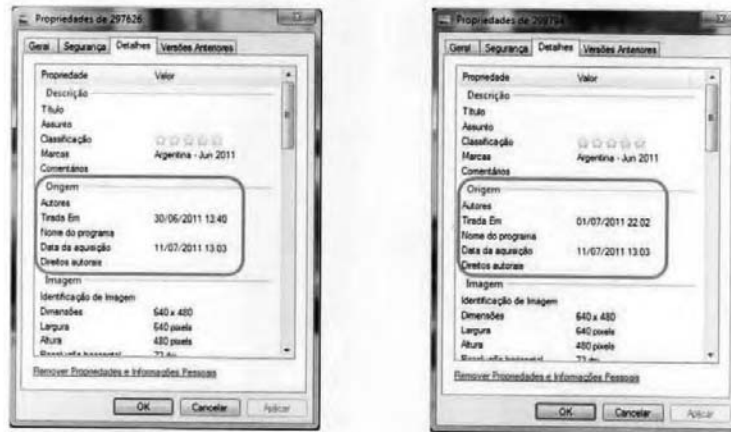 Propriedades de 297626
Geral Segurança Detalhes Versões Anteriores
Propriedade Valor
Descrição
Título
Assunto
Classificação
Marcas Argentina - Jun 2011
Comentários
Origem
Autores
Tirada Em 30/06/2011 13:40
Nome do programa
Data da aquisição 11/07/2011 13:03
Direitos autorais
Imagem
Identificação de Imagem
Dimensões 640 x 480
Largura 640 pixels
Altura 480 pixels
Remover Propriedades e Informações Pessoais
OK Cancelar Aplicar
Propriedades de
Geral Segurança Detalhes Versões Anteriores
Propriedade Valor
Descrição
Título
Assunto
Classificação
Marcas Argentina - Jun 2011
Comentários
Origem
Autores
Tirada Em 01/07/2011 22:02
Nome do programa
Data da aquisição 11/07/2011 13:03
Direitos autorais
Imagem
Identificação de Imagem
Dimensões 640 x 480
Largura 640 pixels
Altura 480 pixels
Remover Propriedades e Informações Pessoais
OK Cancelar Aplicar